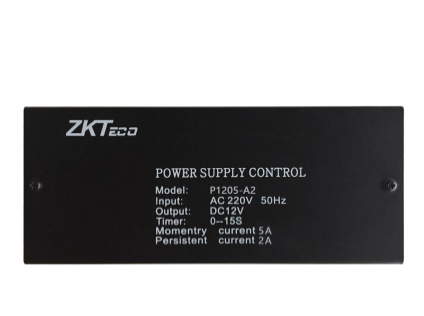 ZKTECO
POWER SUPPLY CONTROL
Model: P1205-A2
Input: AC 220V 50Hz
Output: DC12V
Timer: 0--15S
Momentry current 5A
Persistent current 2A